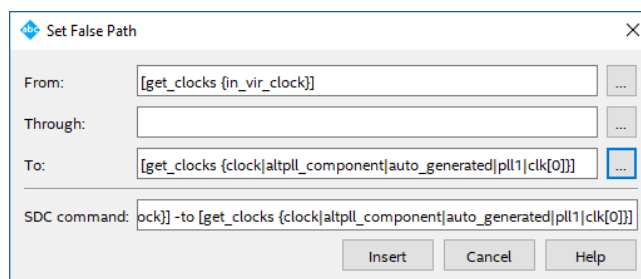 abc Set False Path
From: [get_clocks {in_vir_clock}] ...
Through: ...
To: [get_clocks {clock|altpll_component|auto_generated|pll1|clk[0]}] ...
SDC command: ock}] -to [get_clocks {clock|altpll_component|auto_generated|pll1|clk[0]}]
Insert Cancel Help